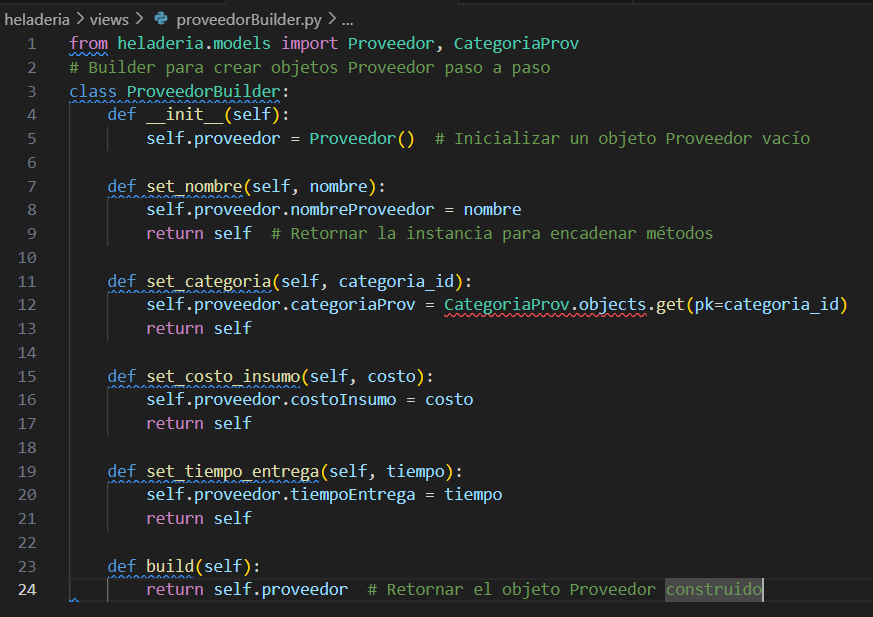 heladeria > views > proveedorBuilder.py > ...
1 from heladeria.models import Proveedor, CategoriaProv
2 # Builder para crear objetos Proveedor paso a paso
3 class ProveedorBuilder:
4     def __init__(self):
5         self.proveedor = Proveedor()  # Inicializar un objeto Proveedor vacío
6
7     def set_nombre(self, nombre):
8         self.proveedor.nombreProveedor = nombre
9         return self  # Retornar la instancia para encadenar métodos
10
11     def set_categoria(self, categoria_id):
12         self.proveedor.categoriaProv = CategoriaProv.objects.get(pk=categoria_id)
13         return self
14
15     def set_costo_insumo(self, costo):
16         self.proveedor.costoInsumo = costo
17         return self
18
19     def set_tiempo_entrega(self, tiempo):
20         self.proveedor.tiempoEntrega = tiempo
21         return self
22
23     def build(self):
24         return self.proveedor  # Retornar el objeto Proveedor construido